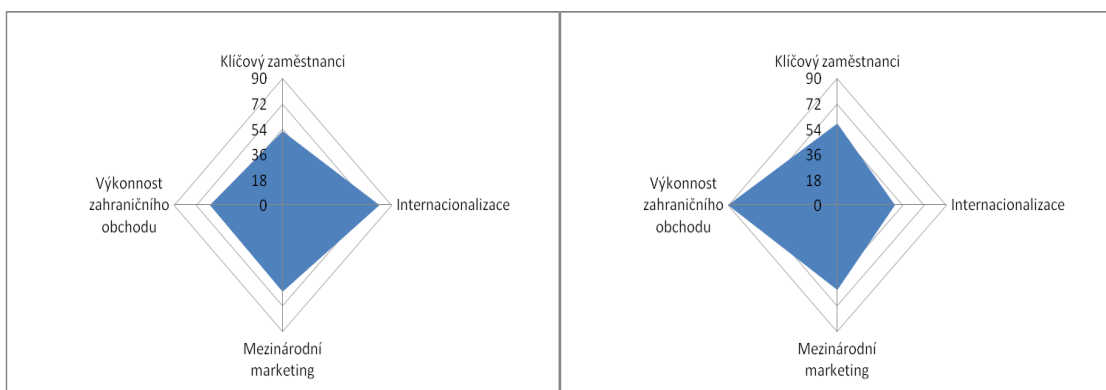 Klíčový zaměstnanci
90
72
54
36
18
0
Výkonnost
zahraničního
obchodu
Internacionalizace
Mezinárodní
marketing
Klíčový zaměstnanci
90
72
54
36
18
0
Výkonnost
zahraničního
obchodu
Internacionalizace
Mezinárodní
marketing